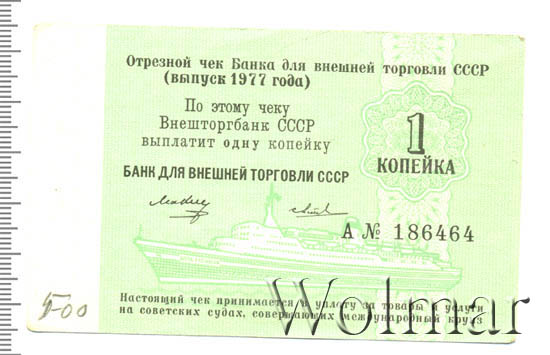 Отрезной чек Банка для внешней торговли СССР
(выпуск 1977 года)
По этому чеку
Внешторгбанк СССР
выплатит одну копейку
1
КОПЕЙКА
БАНК ДЛЯ ВНЕШНЕЙ ТОРГОВЛИ СССР
А № 186464
Настоящий чек принимается в уплату за товары и услуги
на советских судах, совершающих международный круиз
500
Wolmar